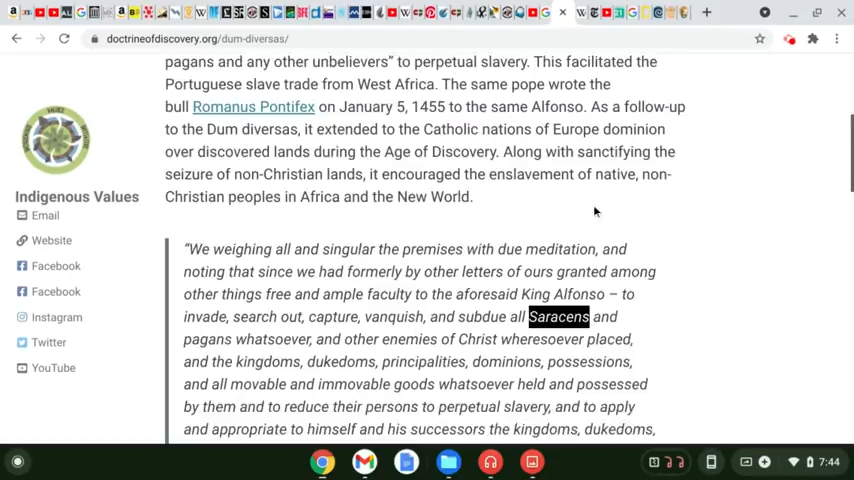 doctrineofdiscovery.org/dum-diversas/
pagans and any other unbelievers” to perpetual slavery. This facilitated the
Portuguese slave trade from West Africa. The same pope wrote the
bull Romanus Pontifex on January 5, 1455 to the same Alfonso. As a follow-up
to the Dum diversas, it extended to the Catholic nations of Europe dominion
over discovered lands during the Age of Discovery. Along with sanctifying the
seizure of non-Christian lands, it encouraged the enslavement of native, non-
Christian peoples in Africa and the New World.
Indigenous Values
Email
Website
Facebook
Facebook
Instagram
Twitter
YouTube
“We weighing all and singular the premises with due meditation, and
noting that since we had formerly by other letters of ours granted among
other things free and ample faculty to the aforesaid King Alfonso – to
invade, search out, capture, vanquish, and subdue all Saracens and
pagans whatsoever, and other enemies of Christ wheresoever placed,
and the kingdoms, dukedoms, principalities, dominions, possessions,
and all movable and immovable goods whatsoever held and possessed
by them and to reduce their persons to perpetual slavery, and to apply
and appropriate to himself and his successors the kingdoms, dukedoms,
7:44